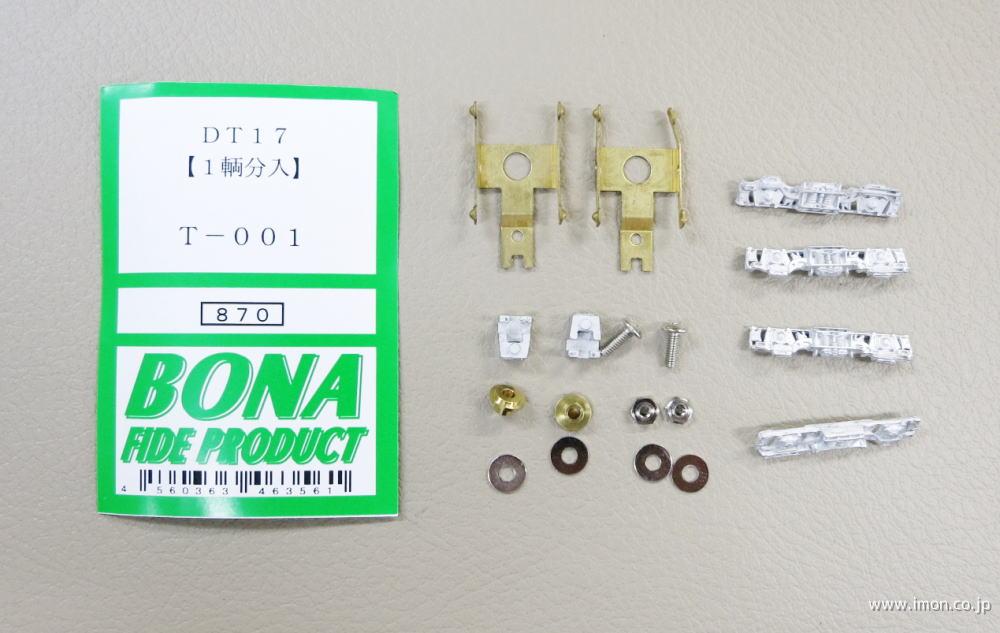 ＤＴ１７
【１輌分入】
Ｔ－００１
８７０
BONA
FIDE PRODUCT
4 560363 463561
www.imon.co.jp